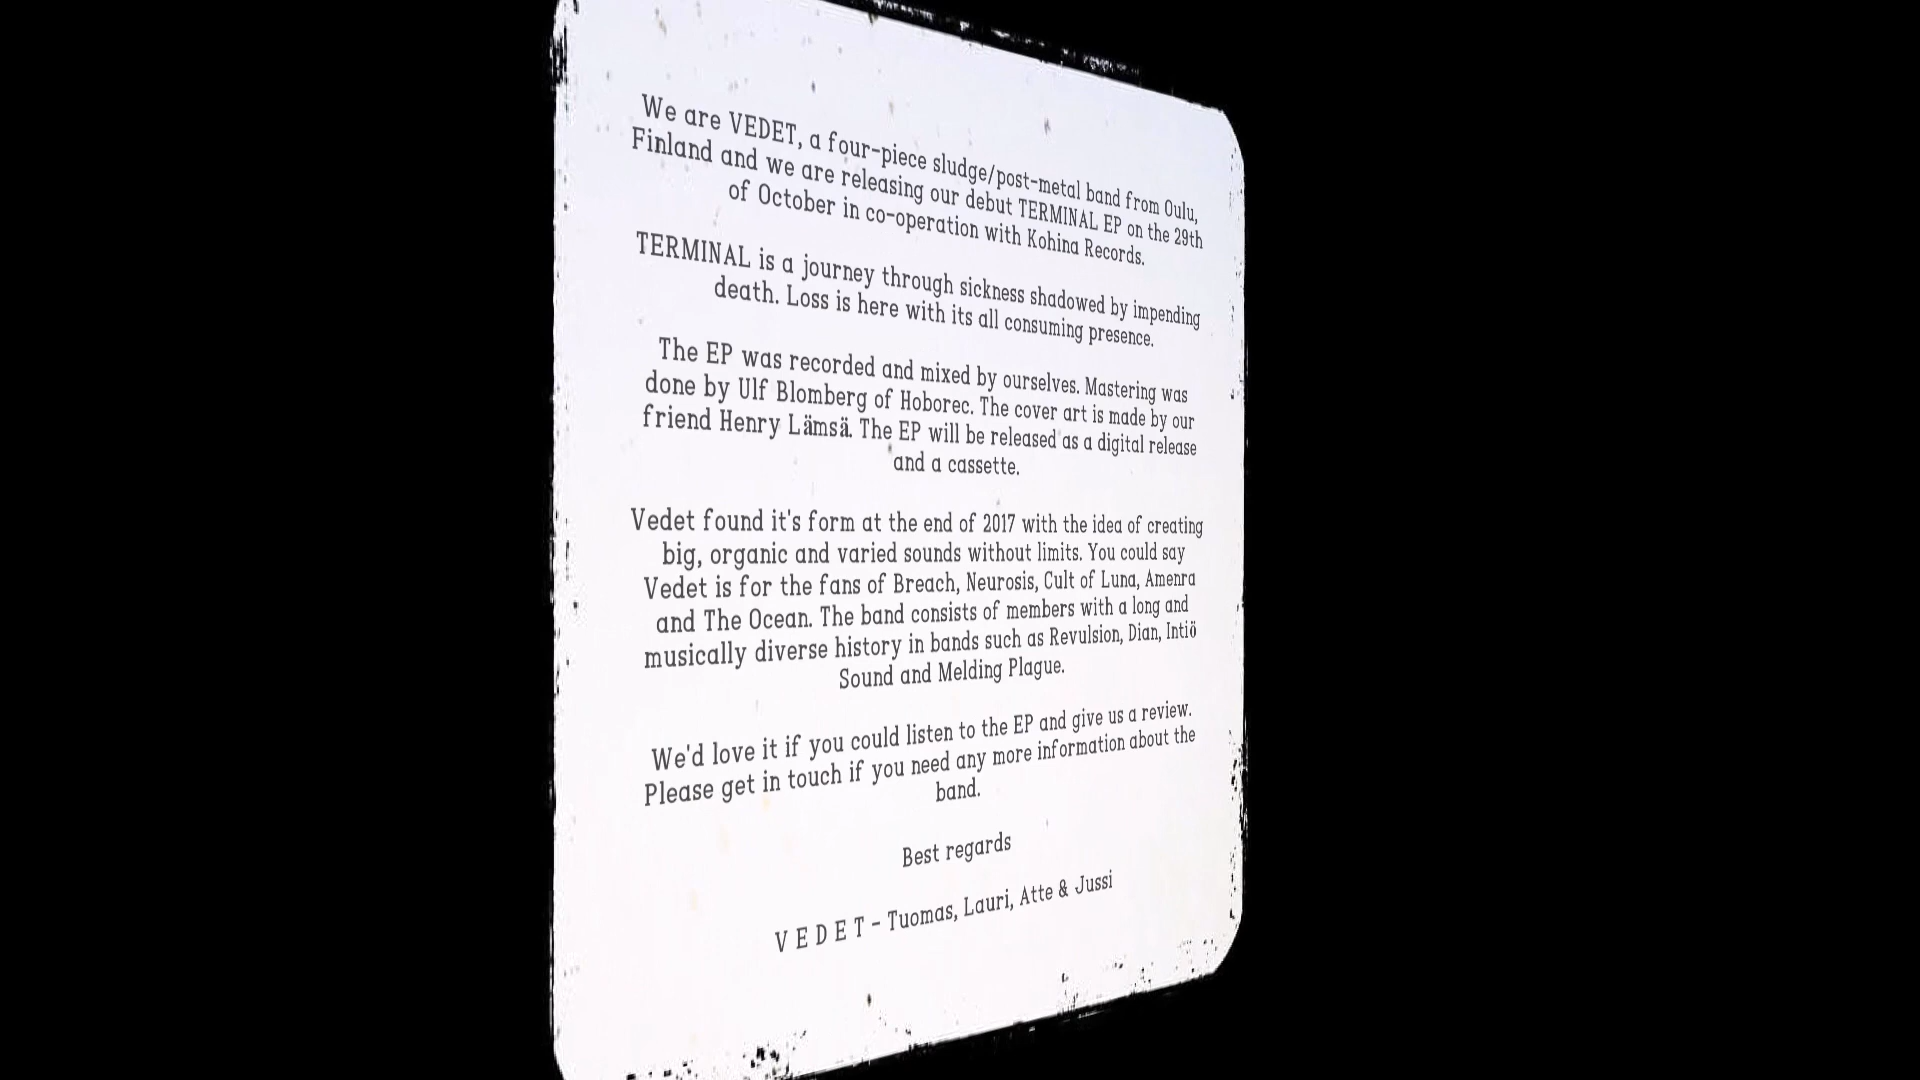 We are VEDET, a four-piece sludge/post-metal band from Oulu,
Finland and we are releasing our debut TERMINAL EP on the 29th
of October in co-operation with Kohina Records.
TERMINAL is a journey through sickness shadowed by impending
death. Loss is here with its all consuming presence.
The EP was recorded and mixed by ourselves. Mastering was
done by Ulf Blomberg of Hoborec. The cover art is made by our
friend Henry Lämsä. The EP will be released as a digital release
and a cassette.
Vedet found it's form at the end of 2017 with the idea of creating
big, organic and varied sounds without limits. You could say
Vedet is for the fans of Breach, Neurosis, Cult of Luna, Amenra
and The Ocean. The band consists of members with a long and
musically diverse history in bands such as Revulsion, Dian, Intiö
Sound and Melding Plague.
We'd love it if you could listen to the EP and give us a review.
Please get in touch if you need any more information about the
band.
Best regards
V E D E T - Tuomas, Lauri, Atte & Jussi